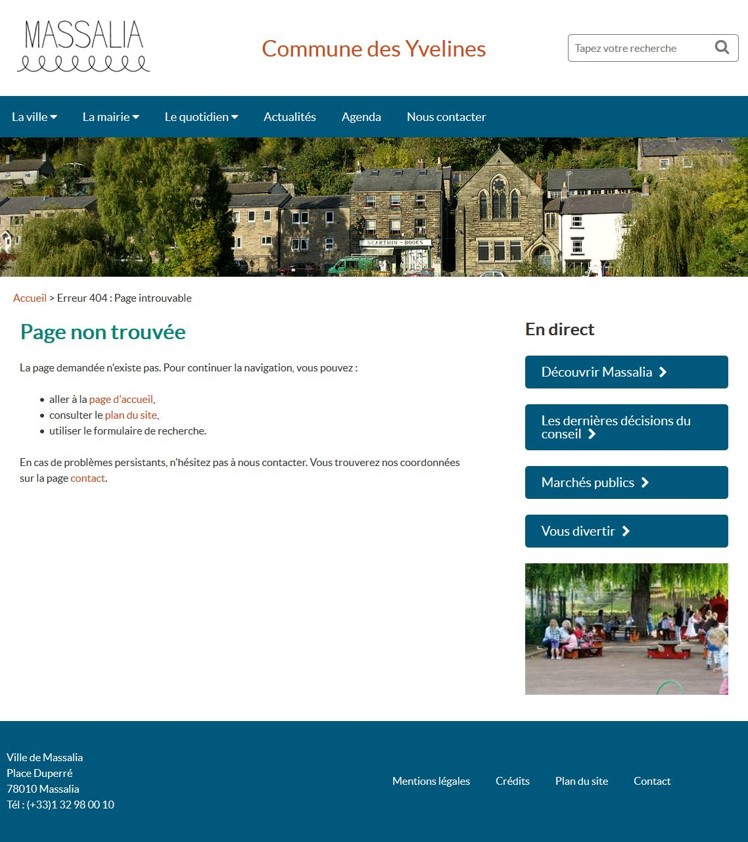 MASSALIA
Commune des Yvelines
Tapez votre recherche
La ville
La mairie
Le quotidien
Actualités
Agenda
Nous contacter
SCARTHIN - BOOKS
Accueil > Erreur 404 : Page introuvable
Page non trouvée
La page demandée n'existe pas. Pour continuer la navigation, vous pouvez :
• aller à la page d'accueil,
• consulter le plan du site,
• utiliser le formulaire de recherche.
En cas de problèmes persistants, n'hésitez pas à nous contacter. Vous trouverez nos coordonnées
sur la page contact.
En direct
Découvrir Massalia
Les dernières décisions du
conseil
Marchés publics
Vous divertir
Ville de Massalia
Place Duperré
78010 Massalia
Tél : (+33)1 32 98 00 10
Mentions légales
Crédits
Plan du site
Contact